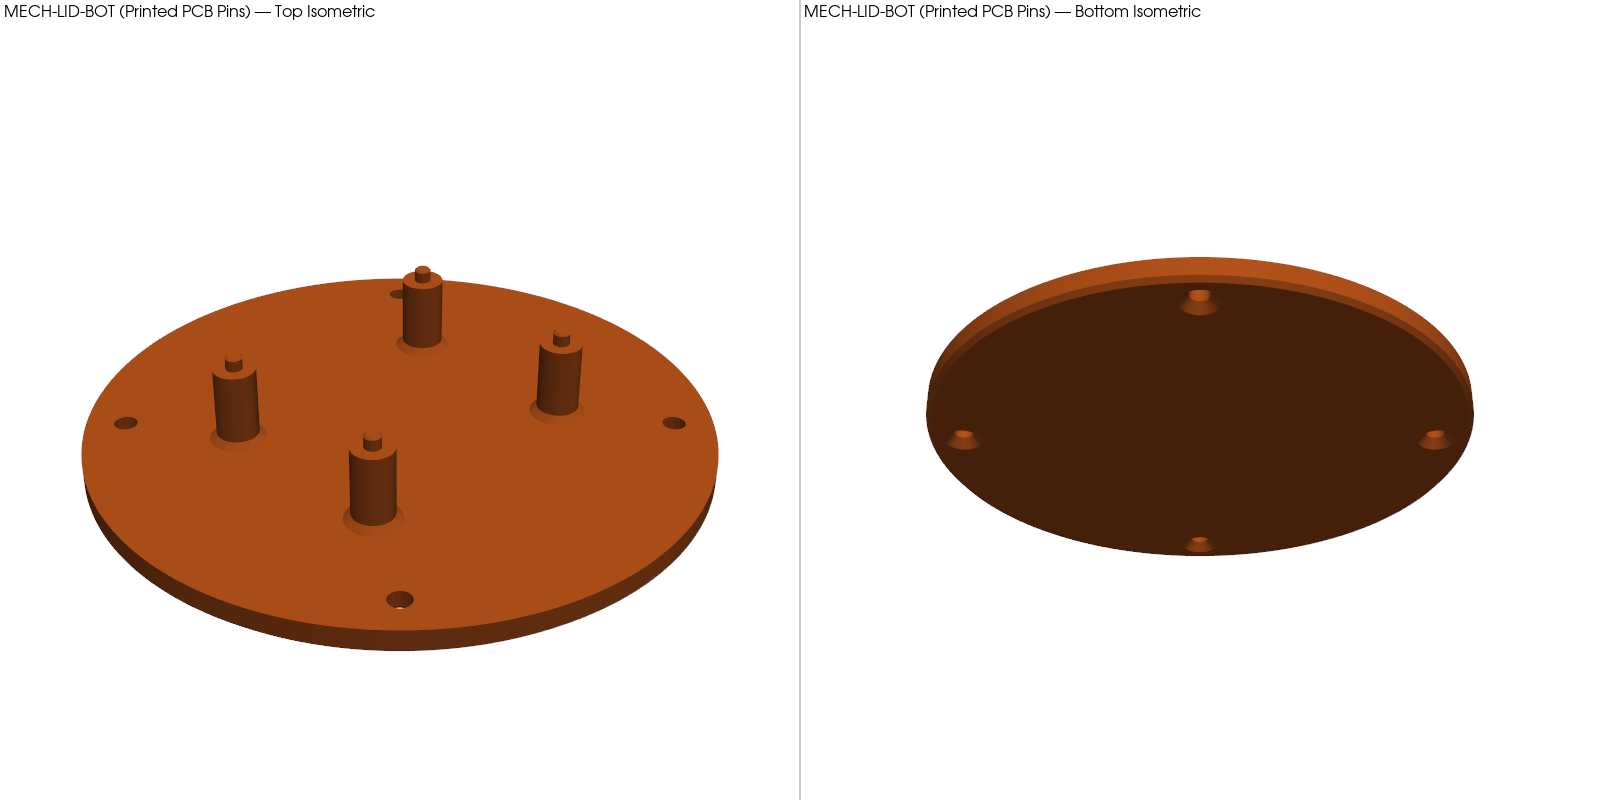 MECH-LID-BOT (Printed PCB Pins) — Top Isometric
MECH-LID-BOT (Printed PCB Pins) — Bottom Isometric